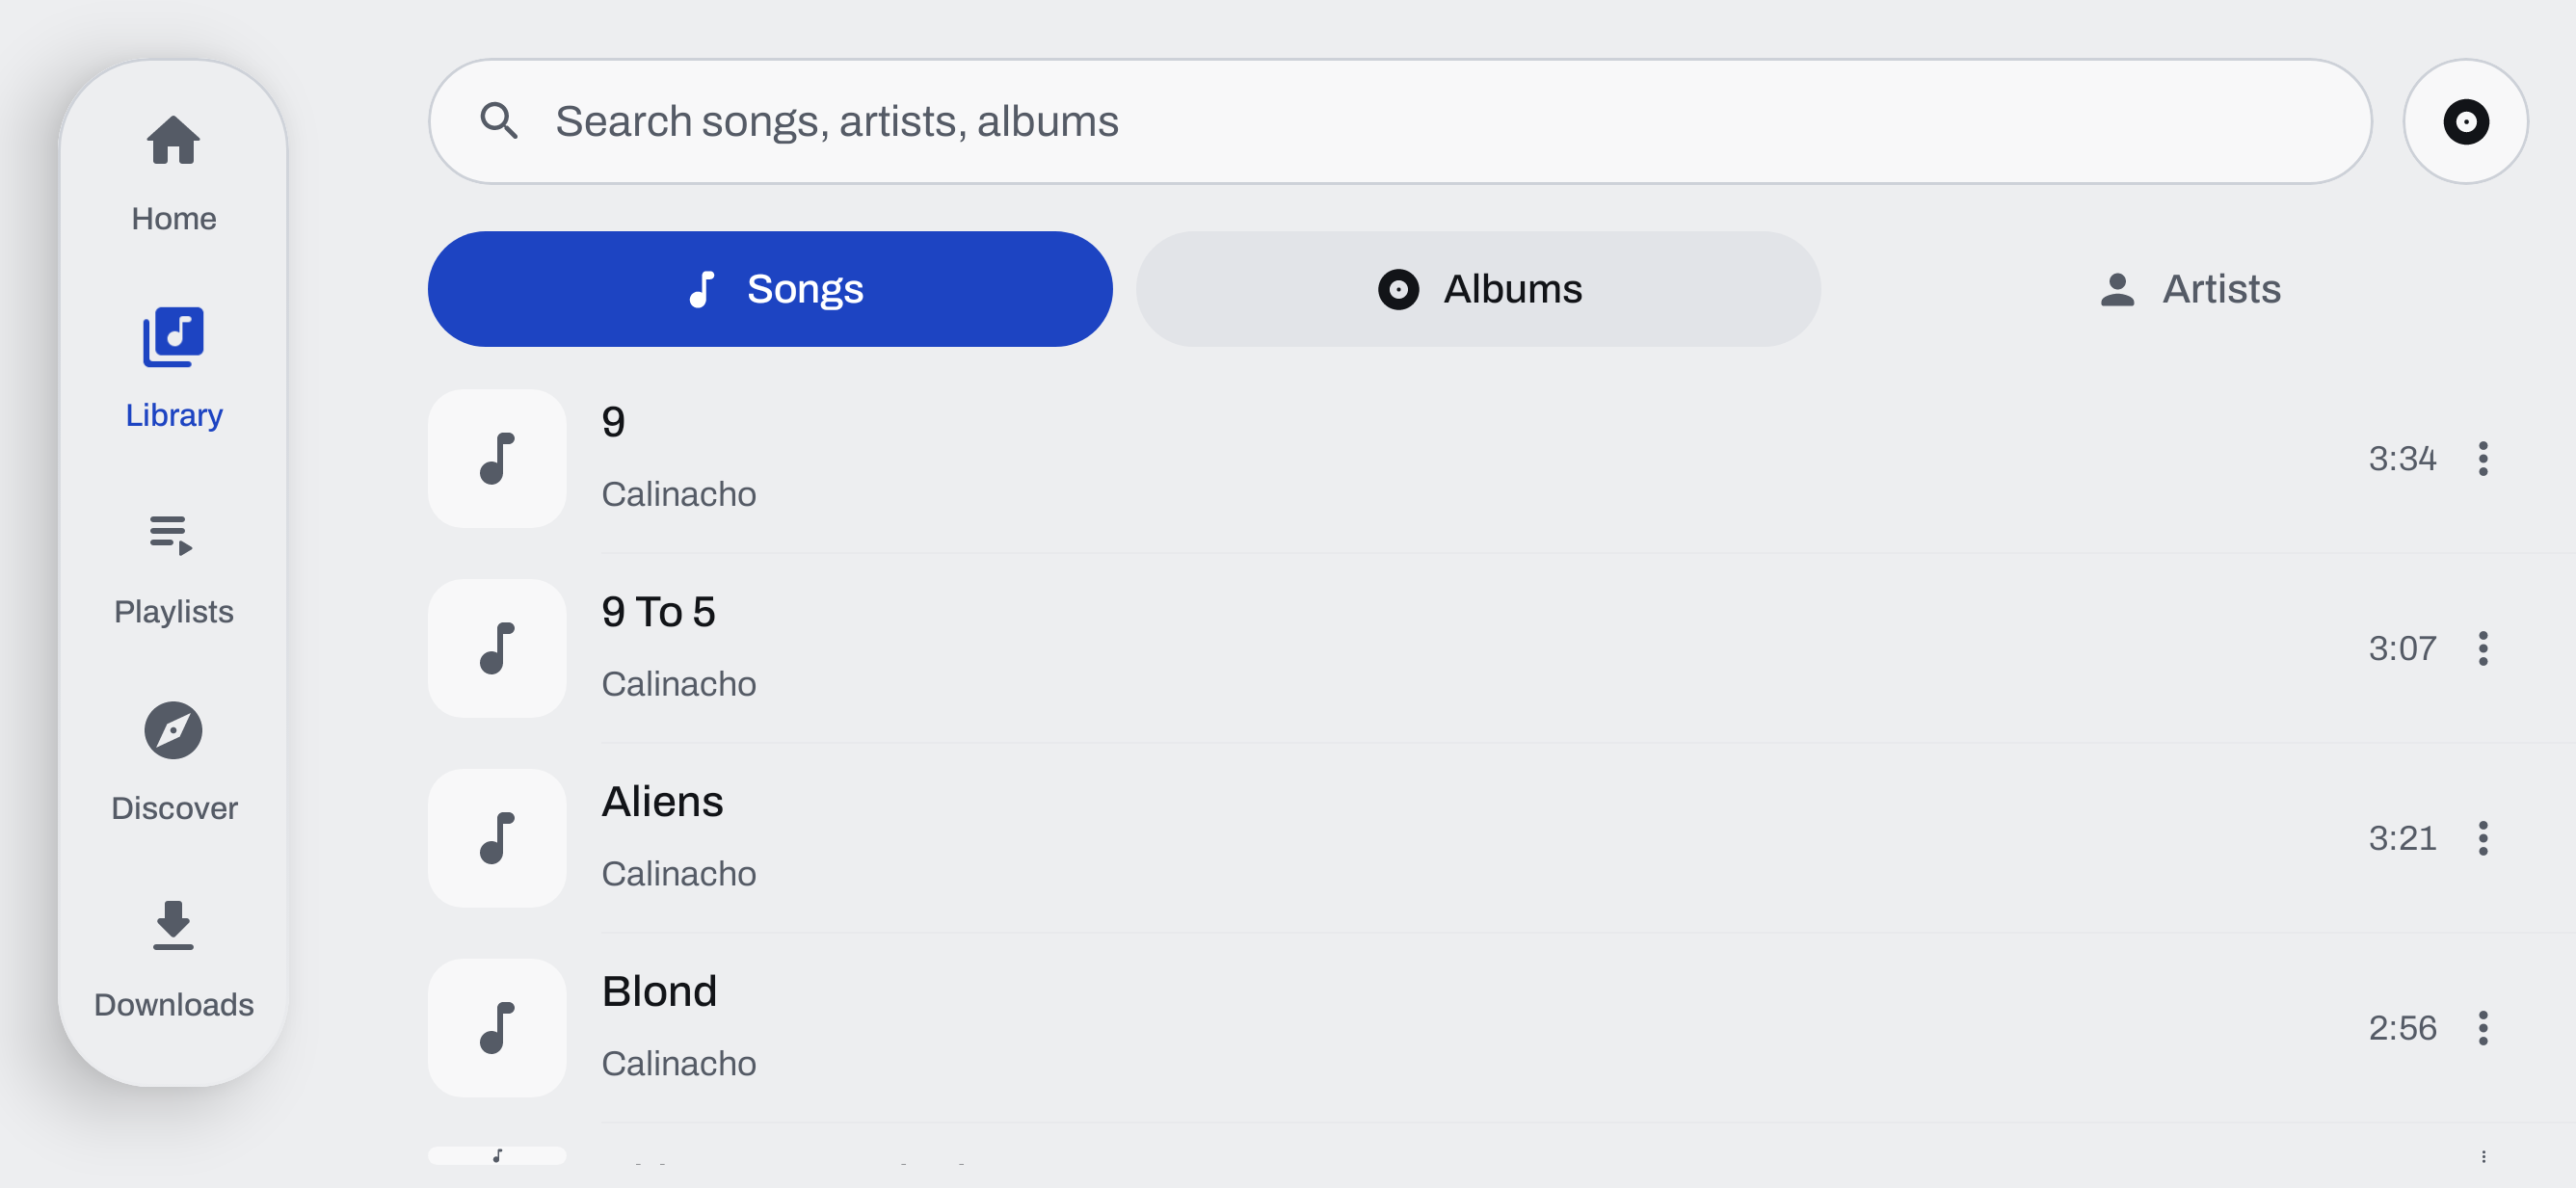 Search songs, artists, albums
Home
Library
Playlists
Discover
Downloads
Songs
Albums
Artists
9
Calinacho
3:34
9 To 5
Calinacho
3:07
Aliens
Calinacho
3:21
Blond
Calinacho
2:56